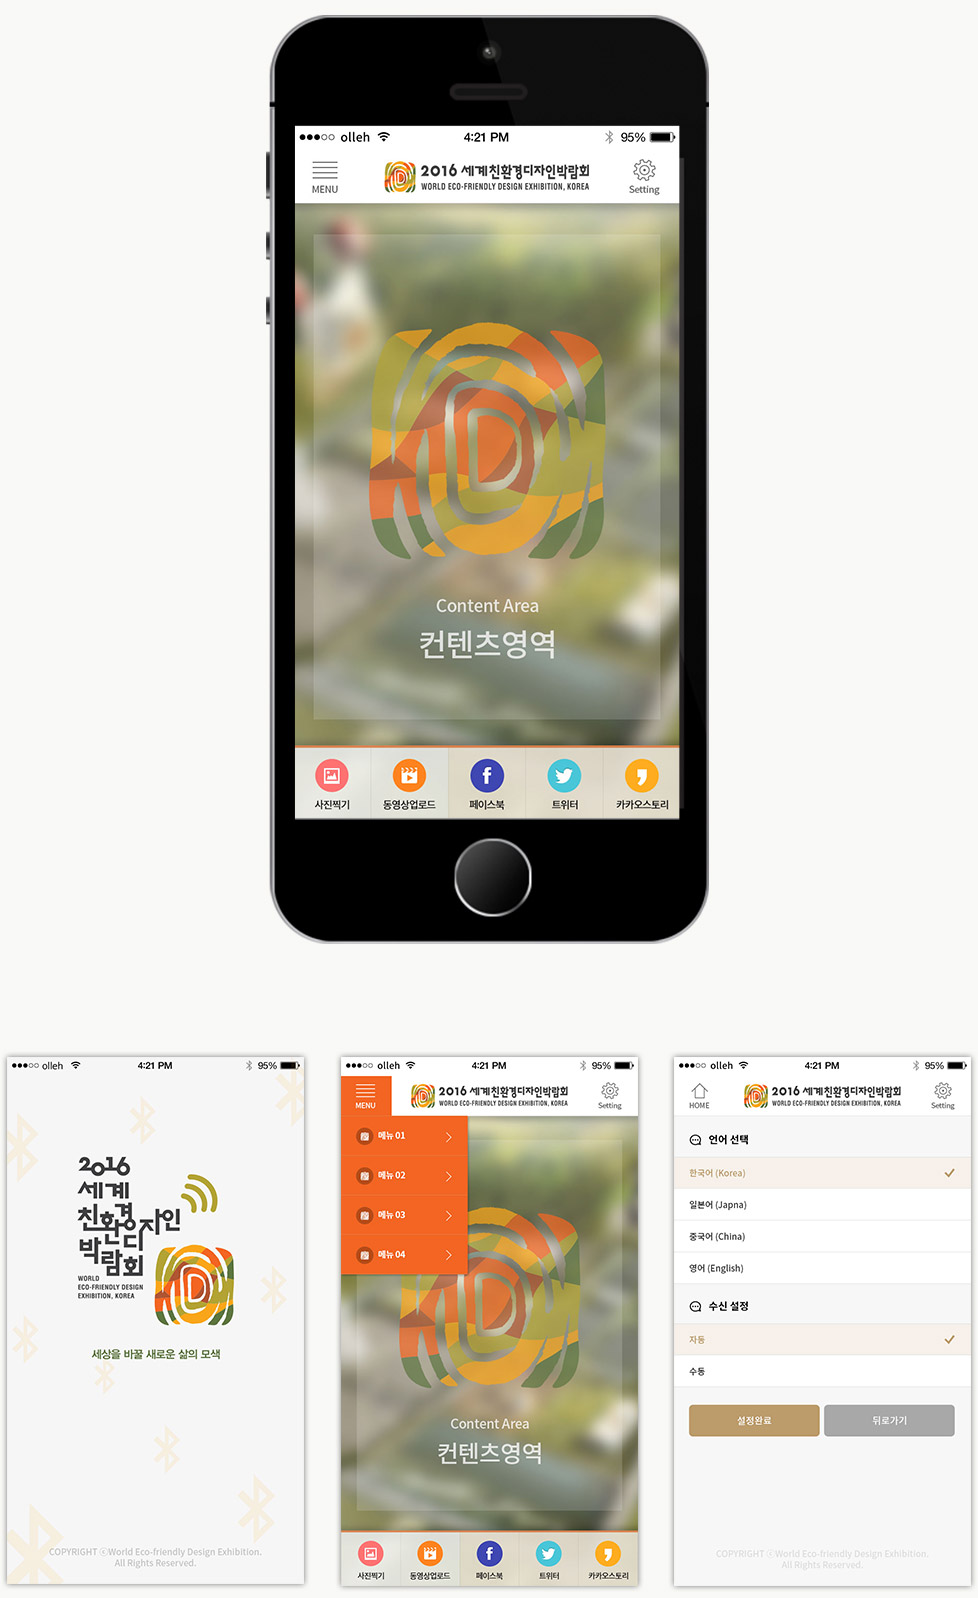 olleh 4:21 PM 95%
MENU
2016 세계친환경디자인박람회
WORLD ECO-FRIENDLY DESIGN EXHIBITION, KOREA
Setting
Content Area
컨텐츠영역
사진찍기 동영상업로드 페이스북 트위터 카카오스토리
olleh 4:21 PM 95%
2016
세계
친환경디자인
박람회
WORLD
ECO-FRIENDLY DESIGN
EXHIBITION, KOREA
세상을 바꿀 새로운 삶의 모색
COPYRIGHT ⓒWorld Eco-friendly Design Exhibition.
All Rights Reserved.
olleh 4:21 PM 95%
MENU
2016 세계친환경디자인박람회
WORLD ECO-FRIENDLY DESIGN EXHIBITION, KOREA
Setting
메뉴 01
메뉴 02
메뉴 03
메뉴 04
Content Area
컨텐츠영역
사진찍기 동영상업로드 페이스북 트위터 카카오스토리
olleh 4:21 PM 95%
HOME
2016 세계친환경디자인박람회
WORLD ECO-FRIENDLY DESIGN EXHIBITION, KOREA
Setting
언어 선택
한국어 (Korea)
일본어 (Japna)
중국어 (China)
영어 (English)
수신 설정
자동
수동
설정완료 뒤로가기
COPYRIGHT ⓒWorld Eco-friendly Design Exhibition.
All Rights Reserved.